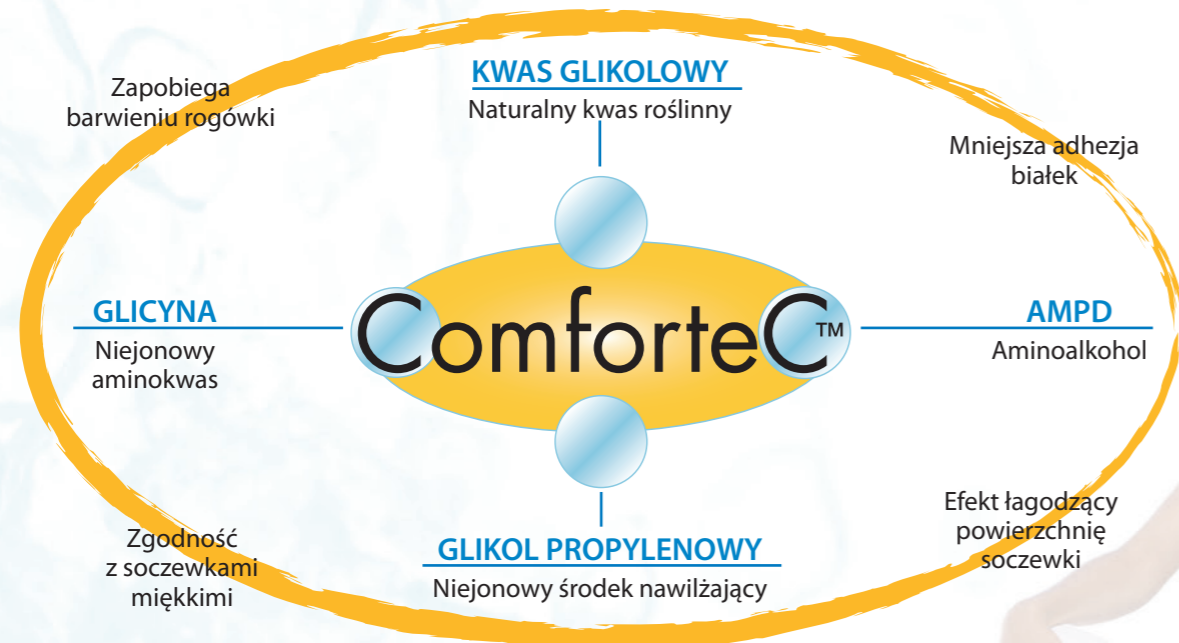 KWAS GLIKOLOWY
Naturalny kwas roślinny
Zapobiega
barwieniu rogówki
Mniejsza adhezja
białek
GLICYNA
Niejonowy
aminokwas
ComforteC™
AMPD
Aminoalkohol
Zgodność
z soczewkami
miękkimi
GLIKOL PROPYLENOWY
Niejonowy środek nawilżający
Efekt łagodzący
powierzchnię
soczewki